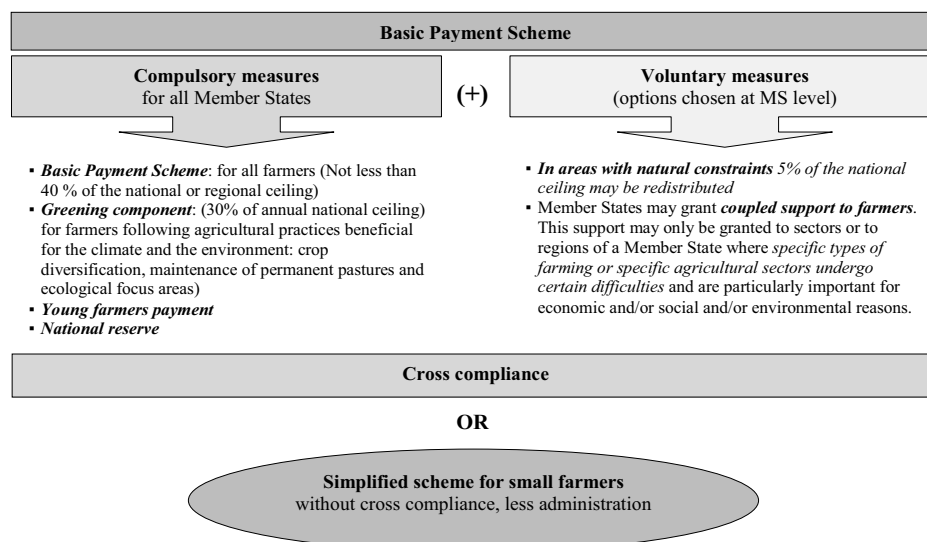 Basic Payment Scheme
Compulsory measures
for all Member States
(+)
Voluntary measures
(options chosen at MS level)
▪ Basic Payment Scheme: for all farmers (Not less than
40 % of the national or regional ceiling)
▪ Greening component: (30% of annual national ceiling)
for farmers following agricultural practices beneficial
for the climate and the environment: crop
diversification, maintenance of permanent pastures and
ecological focus areas)
▪ Young farmers payment
▪ National reserve
▪ In areas with natural constraints 5% of the national
ceiling may be redistributed
▪ Member States may grant coupled support to farmers.
This support may only be granted to sectors or to
regions of a Member State where specific types of
farming or specific agricultural sectors undergo
certain difficulties and are particularly important for
economic and/or social and/or environmental reasons.
Cross compliance
OR
Simplified scheme for small farmers
without cross compliance, less administration